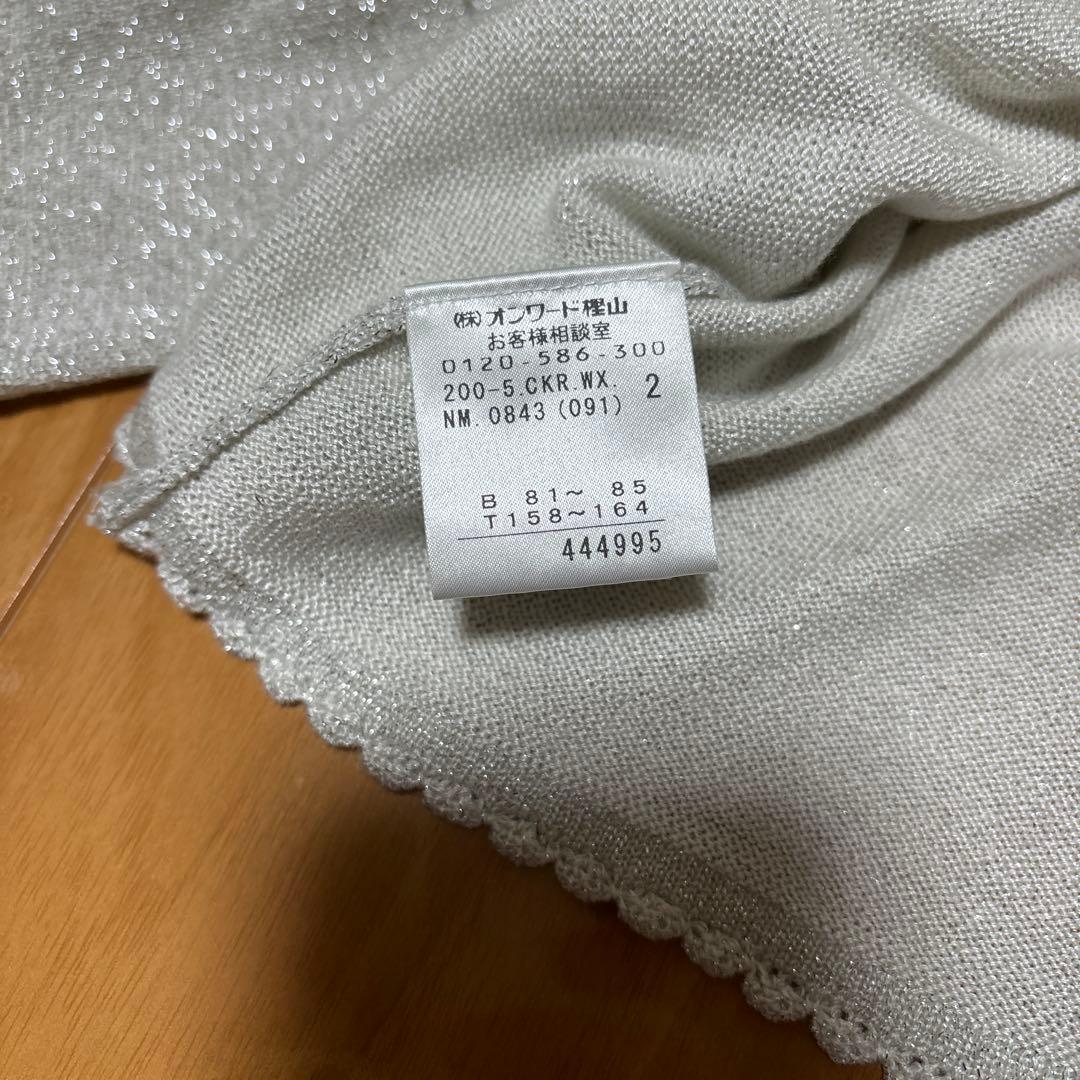 (株)オンワード樫山
お客様相談室
0120-586-300
200-5.CKR.WX. 2
NM. 0843 (091)
B 81～ 85
T158～164
444995